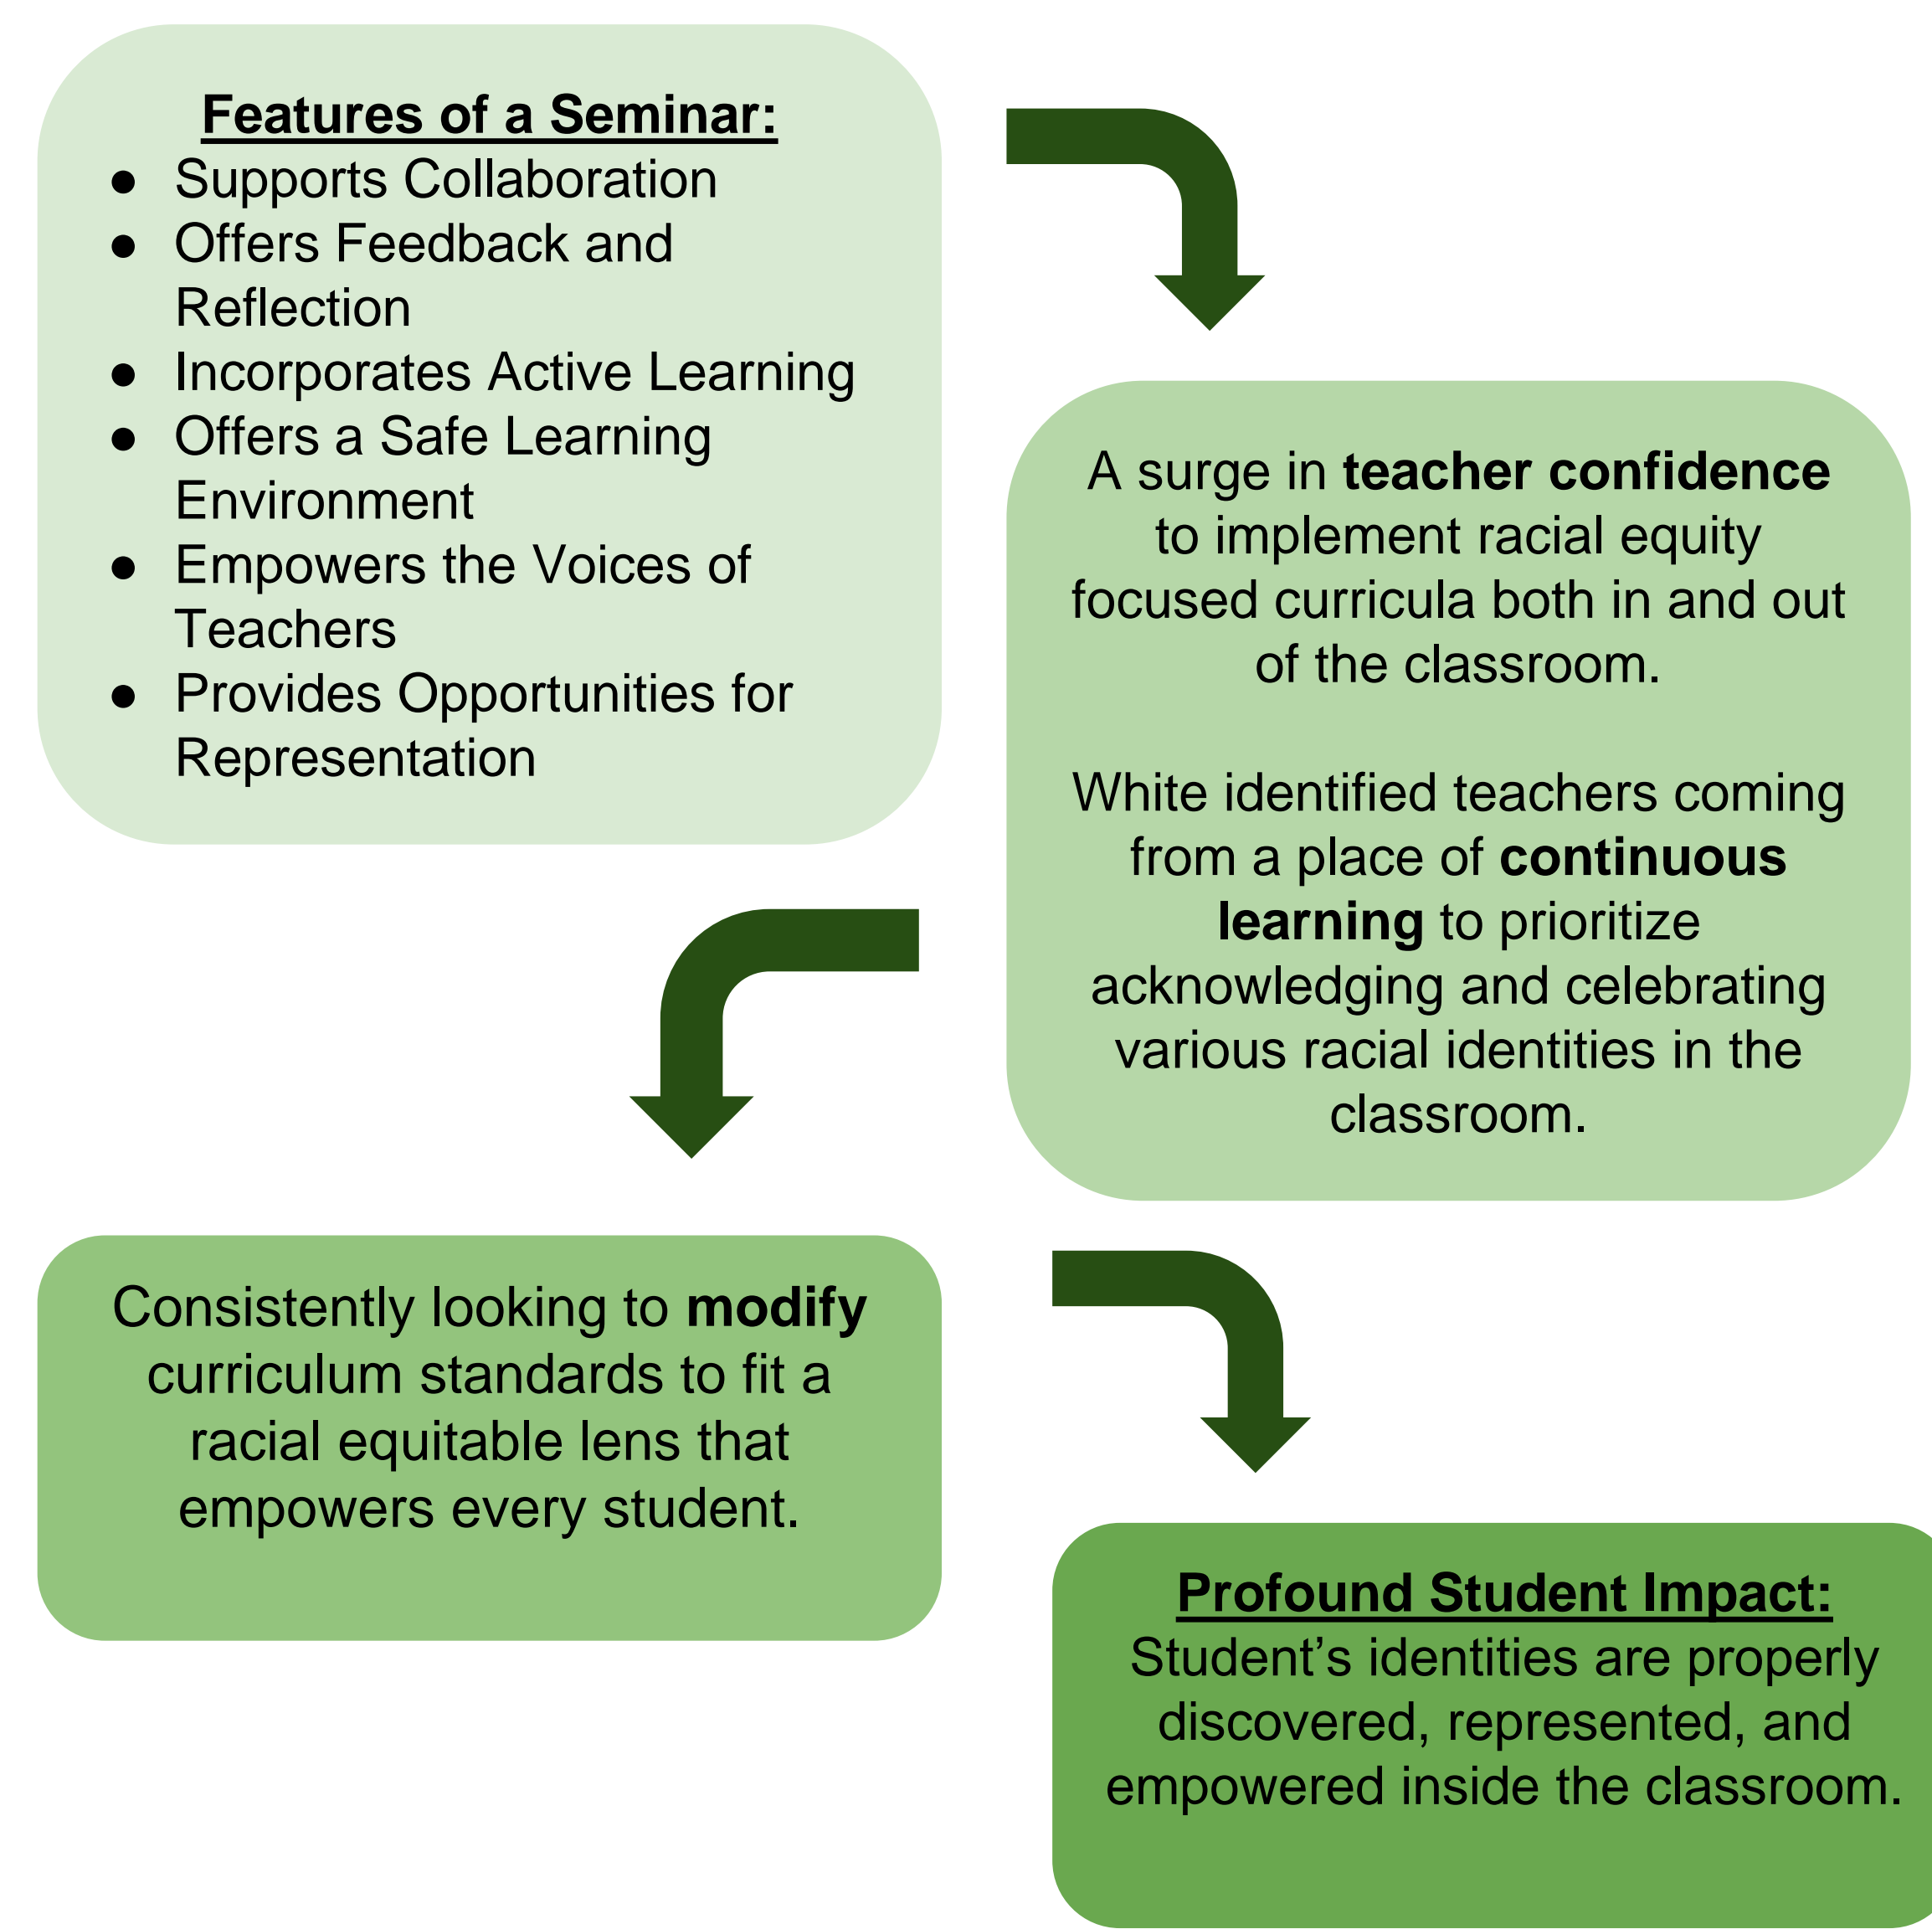 Features of a Seminar:
● Supports Collaboration
● Offers Feedback and
Reflection
● Incorporates Active Learning
● Offers a Safe Learning
Environment
● Empowers the Voices of
Teachers
● Provides Opportunities for
Representation
A surge in teacher confidence
to implement racial equity
focused curricula both in and out
of the classroom.
White identified teachers coming
from a place of continuous
learning to prioritize
acknowledging and celebrating
various racial identities in the
classroom.
Consistently looking to modify
curriculum standards to fit a
racial equitable lens that
empowers every student.
Profound Student Impact:
Student’s identities are properly
discovered, represented, and
empowered inside the classroom.